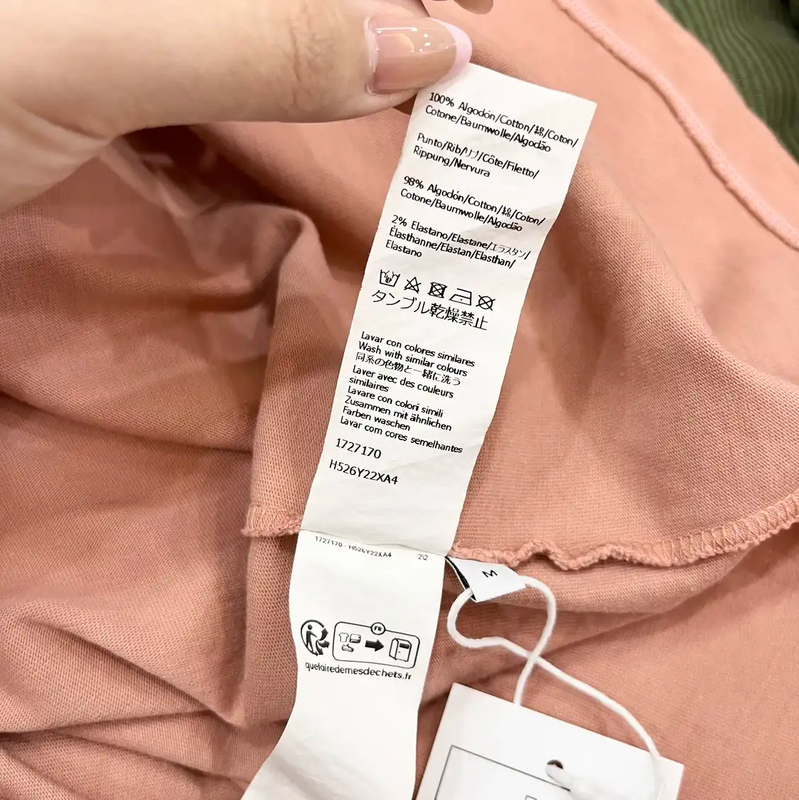 100% Algodón/Cotton/綿/Coton/
Cotone/Baumwolle/Algodão
Punto/Rib/リブ/Côte/Filetto/
Rippung/Nervura
98% Algodón/Cotton/綿/Coton/
Cotone/Baumwolle/Algodão
2% Elastano/Elastane/エラスタン/
Élasthanne/Elastan/Elasthan/
Elastano
タンブル乾燥禁止
Lavar con colores similares
Wash with similar colours
同系の色物と一緒に洗う
Laver avec des couleurs
similaires
Lavare con colori simili
Zusammen mit ähnlichen
Farben waschen
Lavar com cores semelhantes
1727170
H526Y22XA4
1727170 - H526Y22XA4 2\2
M
FR
quefairedemesdechets.fr